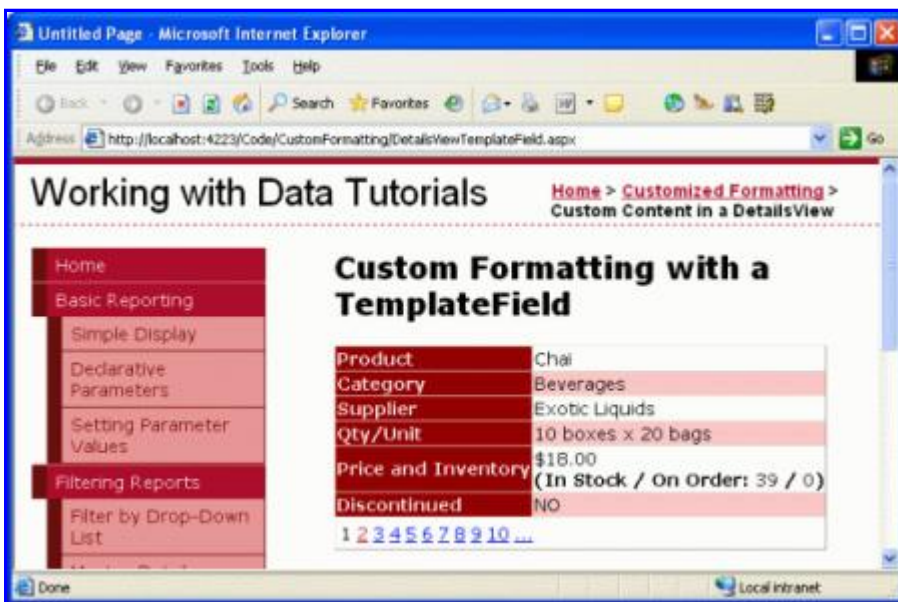 Untitled Page - Microsoft Internet Explorer
File Edit View Favorites Tools Help
Back Search Favorites
Address http://localhost:4223/Code/CustomFormatting/DetailsViewTemplateField.aspx Go
Working with Data Tutorials
Home > Customized Formatting >
Custom Content in a DetailsView
Home
Basic Reporting
Simple Display
Declarative
Parameters
Setting Parameter
Values
Filtering Reports
Filter by Drop-Down
List
Custom Formatting with a
TemplateField
Product Chai
Category Beverages
Supplier Exotic Liquids
Qty/Unit 10 boxes x 20 bags
Price and Inventory $18.00
(In Stock / On Order: 39 / 0)
Discontinued NO
1 2 3 4 5 6 7 8 9 10 ...
Done Local intranet